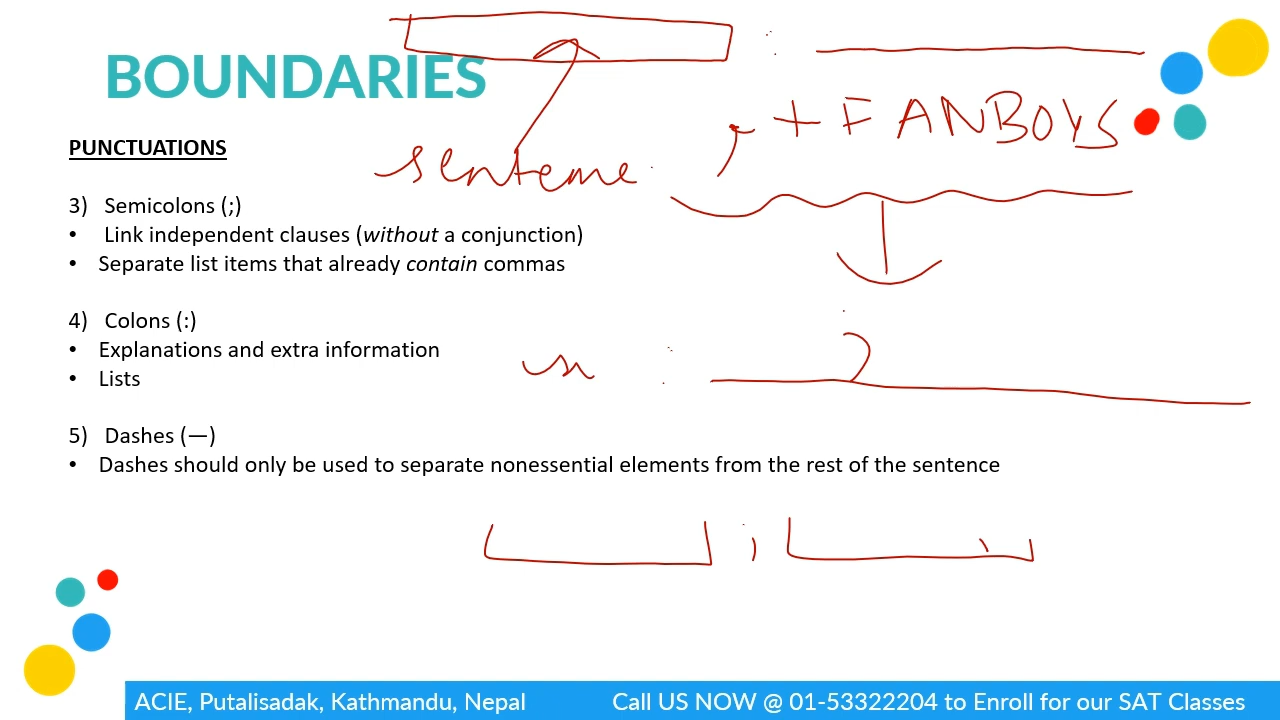 BOUNDARIES
, + FANBOYS
PUNCTUATIONS
sentence
3) Semicolons (;)
• Link independent clauses (without a conjunction)
• Separate list items that already contain commas
4) Colons (:)
• Explanations and extra information
• Lists
5) Dashes (—)
• Dashes should only be used to separate nonessential elements from the rest of the sentence
;
ACIE, Putalisadak, Kathmandu, Nepal
Call US NOW @ 01-53322204 to Enroll for our SAT Classes